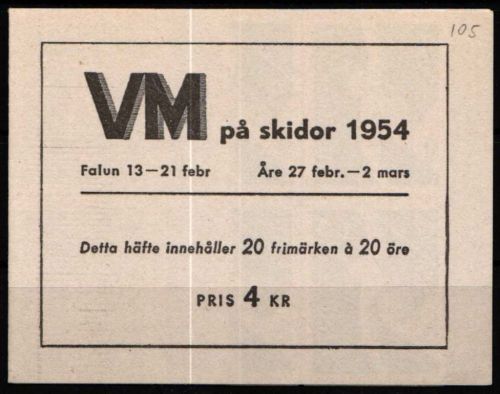 105
VM på skidor 1954
Falun 13—21 febr Åre 27 febr.—2 mars
Detta häfte innehåller 20 frimärken à 20 öre
PRIS 4 KR